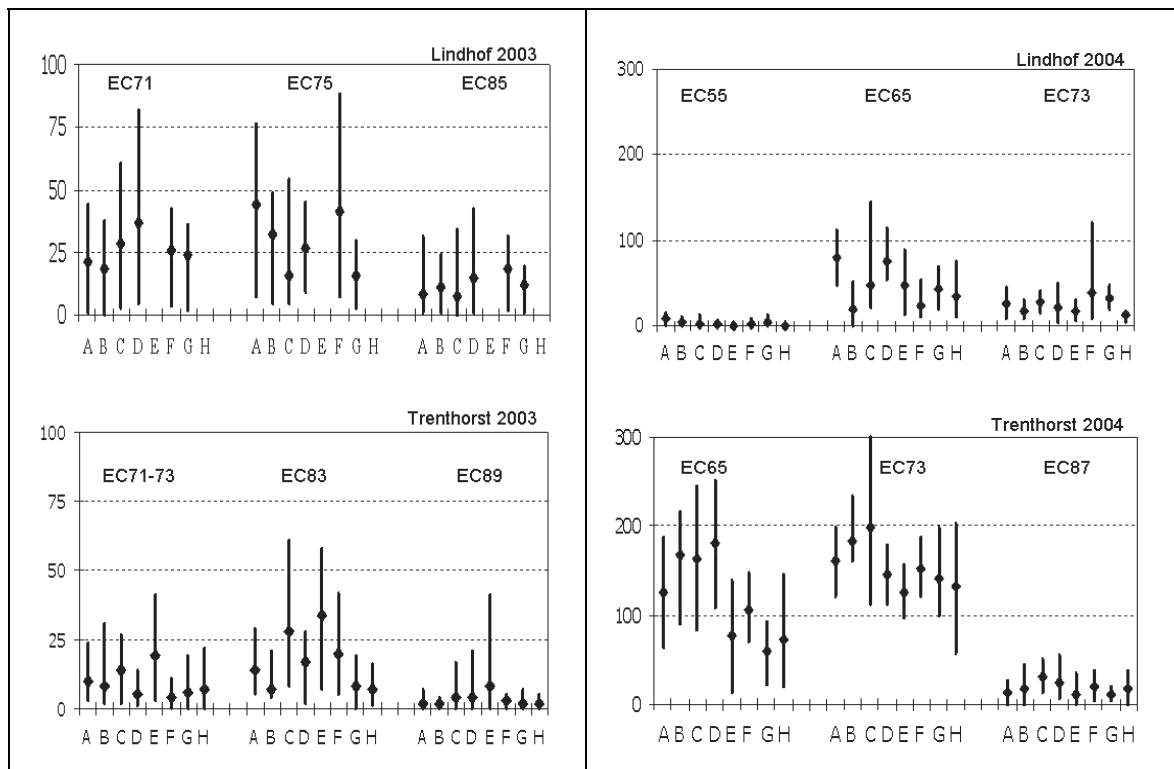 Lindhof 2003
100
EC71 EC75 EC85
75
50
25
0
A B C D E F G H A B C D E F G H A B C D E F G H
Lindhof 2004
300
EC55 EC65 EC73
200
100
0
A B C D E F G H A B C D E F G H A B C D E F G H
Trenthorst 2003
100
EC71-73 EC83 EC89
75
50
25
0
A B C D E F G H A B C D E F G H A B C D E F G H
Trenthorst 2004
300
EC65 EC73 EC87
200
100
0
A B C D E F G H A B C D E F G H A B C D E F G H